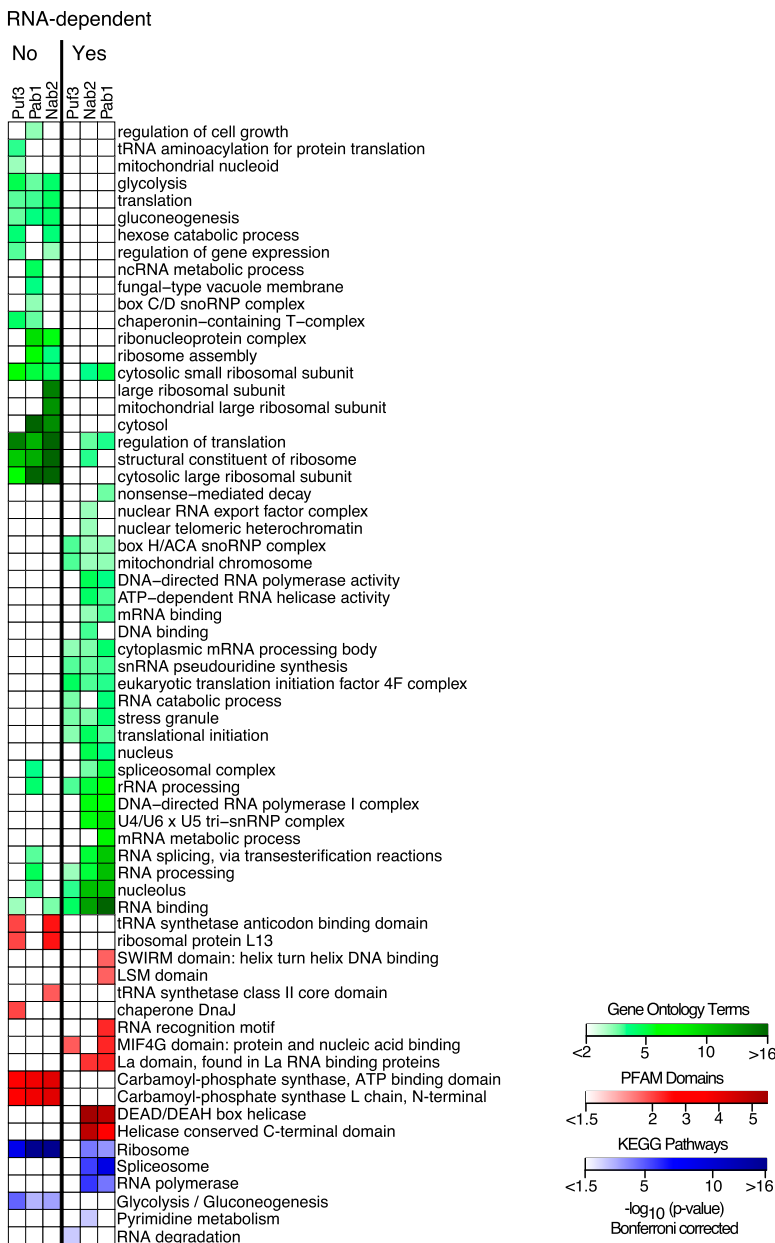 RNA-dependent
No Yes
Puf3 Pab1 Nab2 Puf3 Nab2 Pab1
regulation of cell growth
tRNA aminoacylation for protein translation
mitochondrial nucleoid
glycolysis
translation
gluconeogenesis
hexose catabolic process
regulation of gene expression
ncRNA metabolic process
fungal−type vacuole membrane
box C/D snoRNP complex
chaperonin−containing T−complex
ribonucleoprotein complex
ribosome assembly
cytosolic small ribosomal subunit
large ribosomal subunit
mitochondrial large ribosomal subunit
cytosol
regulation of translation
structural constituent of ribosome
cytosolic large ribosomal subunit
nonsense−mediated decay
nuclear RNA export factor complex
nuclear telomeric heterochromatin
box H/ACA snoRNP complex
mitochondrial chromosome
DNA−directed RNA polymerase activity
ATP−dependent RNA helicase activity
mRNA binding
DNA binding
cytoplasmic mRNA processing body
snRNA pseudouridine synthesis
eukaryotic translation initiation factor 4F complex
RNA catabolic process
stress granule
translational initiation
nucleus
spliceosomal complex
rRNA processing
DNA−directed RNA polymerase I complex
U4/U6 x U5 tri−snRNP complex
mRNA metabolic process
RNA splicing, via transesterification reactions
RNA processing
nucleolus
RNA binding
tRNA synthetase anticodon binding domain
ribosomal protein L13
SWIRM domain: helix turn helix DNA binding
LSM domain
tRNA synthetase class II core domain
chaperone DnaJ
RNA recognition motif
MIF4G domain: protein and nucleic acid binding
La domain, found in La RNA binding proteins
Carbamoyl-phosphate synthase, ATP binding domain
Carbamoyl-phosphate synthase L chain, N-terminal
DEAD/DEAH box helicase
Helicase conserved C-terminal domain
Ribosome
Spliceosome
RNA polymerase
Glycolysis / Gluconeogenesis
Pyrimidine metabolism
RNA degradation
Gene Ontology Terms
<2 5 10 >16
PFAM Domains
<1.5 2 3 4 5
KEGG Pathways
<1.5 5 10 >16
-log10 (p-value)
Bonferroni corrected